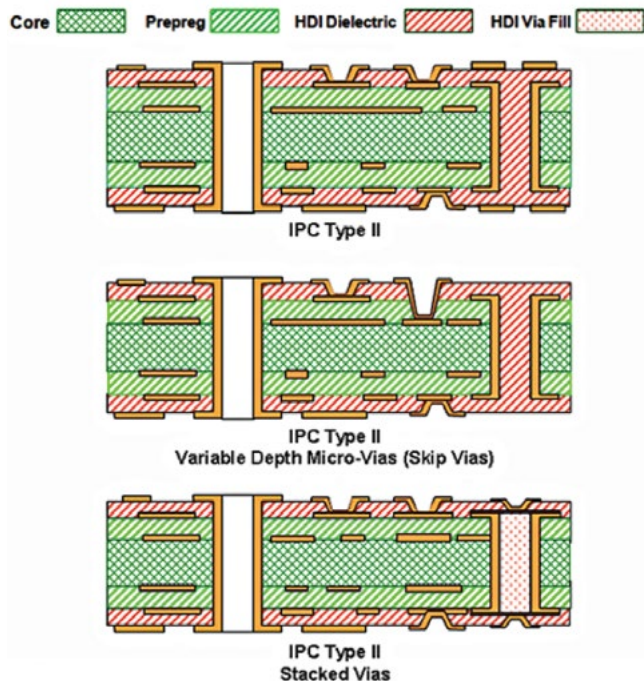 Core Prepreg HDI Dielectric HDI Via Fill
IPC Type II
IPC Type II
Variable Depth Micro-Vias (Skip Vias)
IPC Type II
Stacked Vias